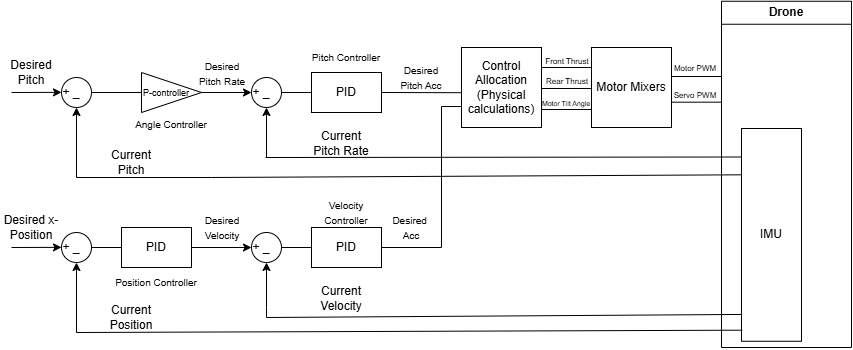 Drone
Desired
Pitch
+
_
P-controller
Angle Controller
Desired
Pitch Rate
+
_
Pitch Controller
PID
Desired
Pitch Acc
Control
Allocation
(Physical
calculations)
Front Thrust
Rear Thrust
Motor Tilt Angle
Motor Mixers
Motor PWM
Servo PWM
Current
Pitch Rate
Current
Pitch
Desired x-
Position
+
_
PID
Position Controller
Desired
Velocity
+
_
Velocity
Controller
PID
Desired
Acc
IMU
Current
Velocity
Current
Position